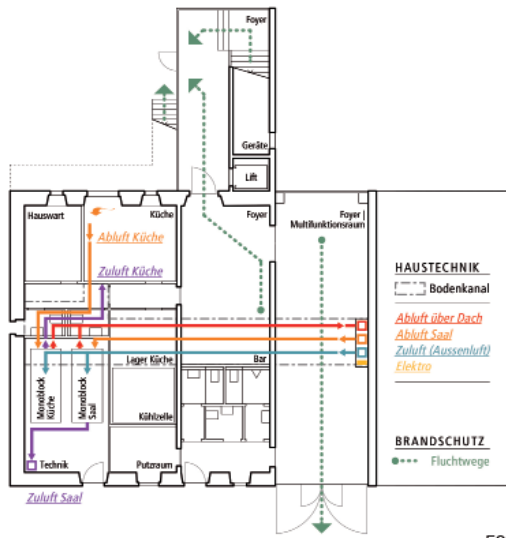 Foyer
Geräte
Lift
Hauswart
Küche
Foyer
Foyer |
Multifunktionsraum
Abluft Küche
Zuluft Küche
HAUSTECHNIK
Bodenkanal
Abluft über Dach
Abluft Saal
Zuluft (Aussenluft)
Elektro
Lager Küche
Bar
Monoblock
Küche
Monoblock
Saal
Kühlzelle
BRANDSCHUTZ
Fluchtwege
Technik
Putzraum
Zuluft Saal